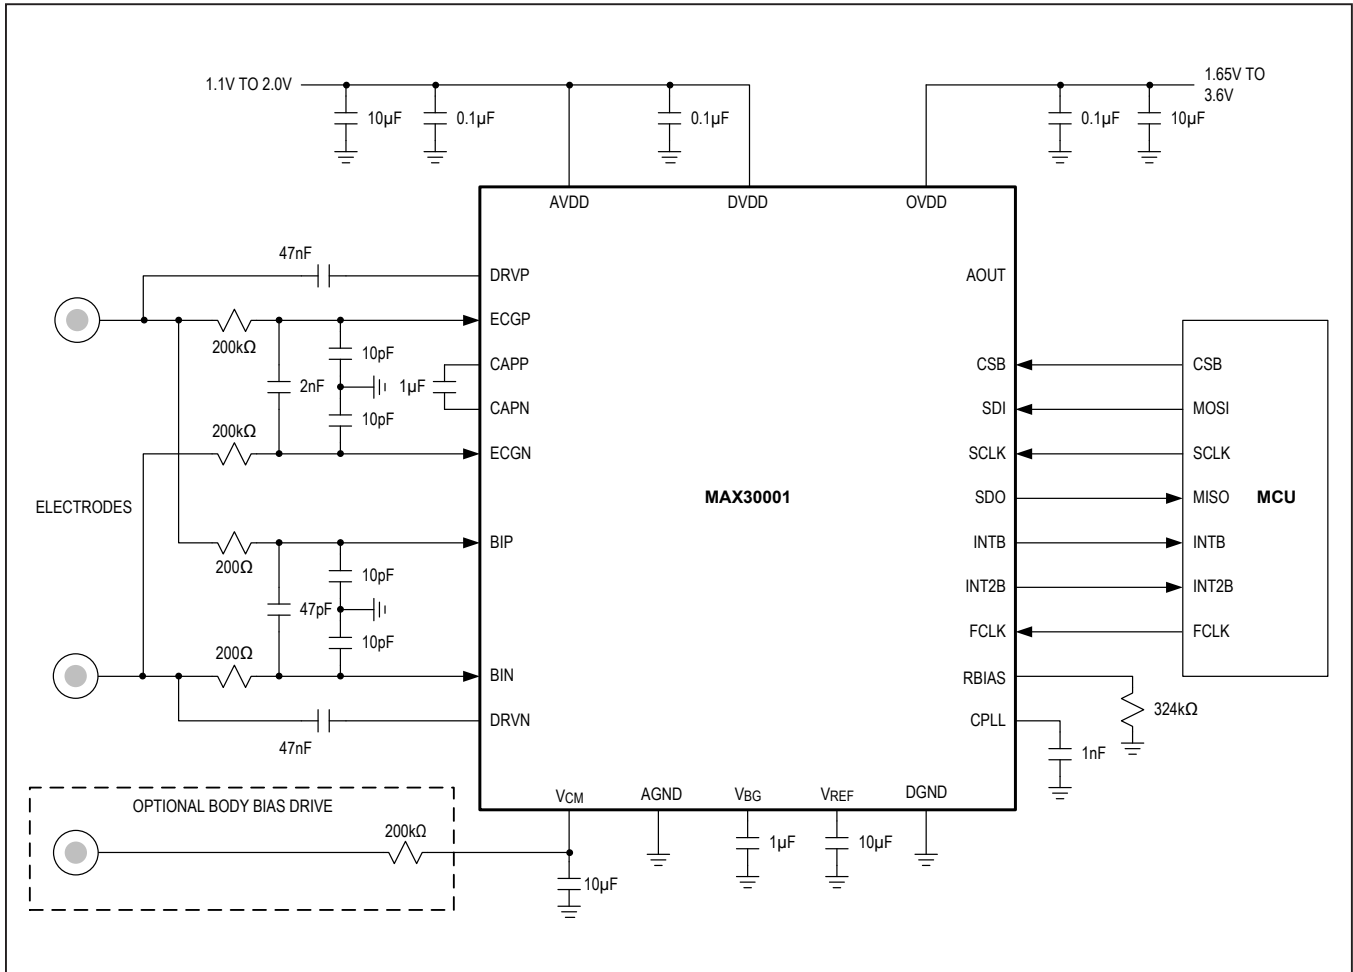 1.1V TO 2.0V
10µF
0.1µF
0.1µF
1.65V TO
3.6V
0.1µF
10µF
AVDD
DVDD
OVDD
47nF
DRVP
AOUT
ECGP
200kΩ
10pF
CAPP
CSB
CSB
2nF
1µF
CAPN
SDI
MOSI
10pF
200kΩ
ECGN
SCLK
SCLK
ELECTRODES
MAX30001
SDO
MISO
MCU
BIP
INTB
INTB
200Ω
10pF
INT2B
INT2B
47pF
10pF
FCLK
FCLK
200Ω
BIN
RBIAS
324kΩ
DRVN
CPLL
47nF
1nF
OPTIONAL BODY BIAS DRIVE
VCM
AGND
VBG
VREF
DGND
200kΩ
1µF
10µF
10µF